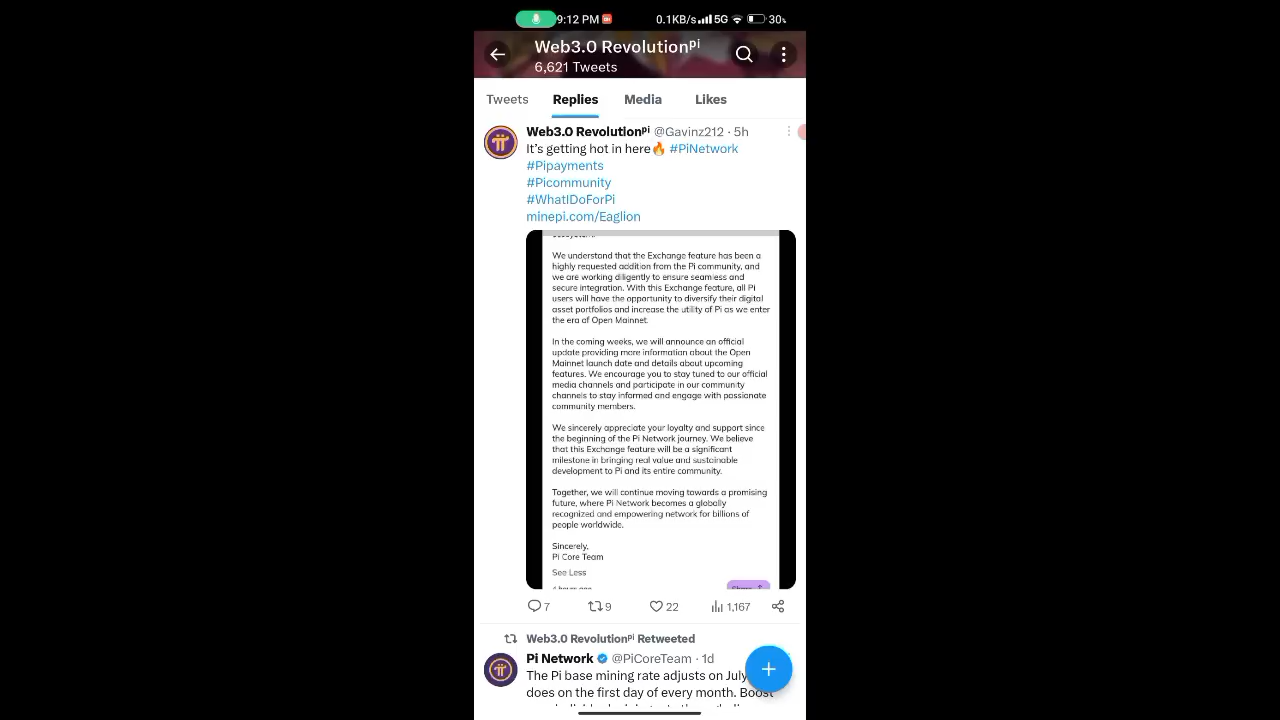 9:12 PM 0.1KB/s 5G 30%
Web3.0 Revolutionᵖⁱ
6,621 Tweets
Tweets Replies Media Likes
Web3.0 Revolutionᵖⁱ @Gavinz212 · 5h
It’s getting hot in here🔥 #PiNetwork
#Pipayments
#Picommunity
#WhatIDoForPi
minepi.com/Eaglion
We understand that the Exchange feature has been a
highly requested addition from the Pi community, and
we are working diligently to ensure seamless and
secure integration. With this Exchange feature, all Pi
users will have the opportunity to diversify their digital
asset portfolios and increase the utility of Pi as we enter
the era of Open Mainnet.
In the coming weeks, we will announce an official
update providing more information about the Open
Mainnet launch date and details about upcoming
features. We encourage you to stay tuned to our official
media channels and participate in our community
channels to stay informed and engage with passionate
community members.
We sincerely appreciate your loyalty and support since
the beginning of the Pi Network journey. We believe
that this Exchange feature will be a significant
milestone in bringing real value and sustainable
development to Pi and its entire community.
Together, we will continue moving towards a promising
future, where Pi Network becomes a globally
recognized and empowering network for billions of
people worldwide.
Sincerely,
Pi Core Team
See Less
7 9 22 1,167
Web3.0 Revolutionᵖⁱ Retweeted
Pi Network @PiCoreTeam · 1d
The Pi base mining rate adjusts on July
does on the first day of every month. Boost